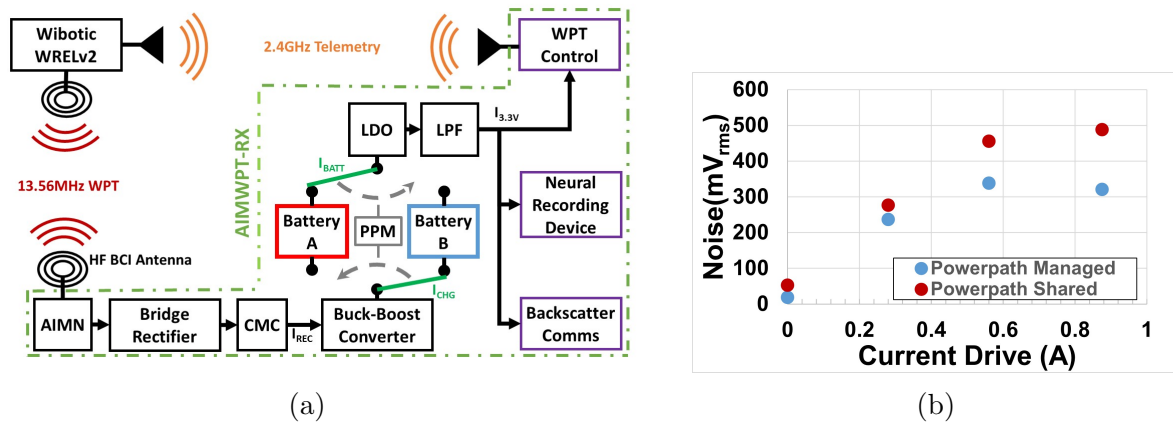 Wibotic
WRELv2
2.4GHz Telemetry
WPT
Control
AIMWPT-RX
LDO
LPF
I3.3V
IBATT
13.56MHz WPT
Battery
A
PPM
Battery
B
Neural
Recording
Device
HF BCI Antenna
ICHG
AIMN
Bridge
Rectifier
CMC
IREC
Buck-Boost
Converter
Backscatter
Comms
(a)
Noise(mVrms)
600
500
400
300
200
100
0
Powerpath Managed
Powerpath Shared
0 0.2 0.4 0.6 0.8 1
Current Drive (A)
(b)